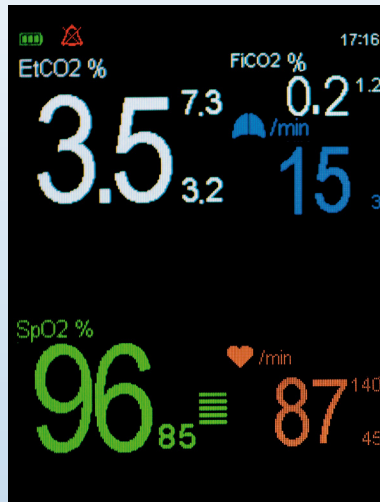 17:16
EtCO2 %
FiCO2 %
3.5
7.3
3.2
0.2
1.2
/min
15
3
SpO2 %
96
85
/min
87
140
45